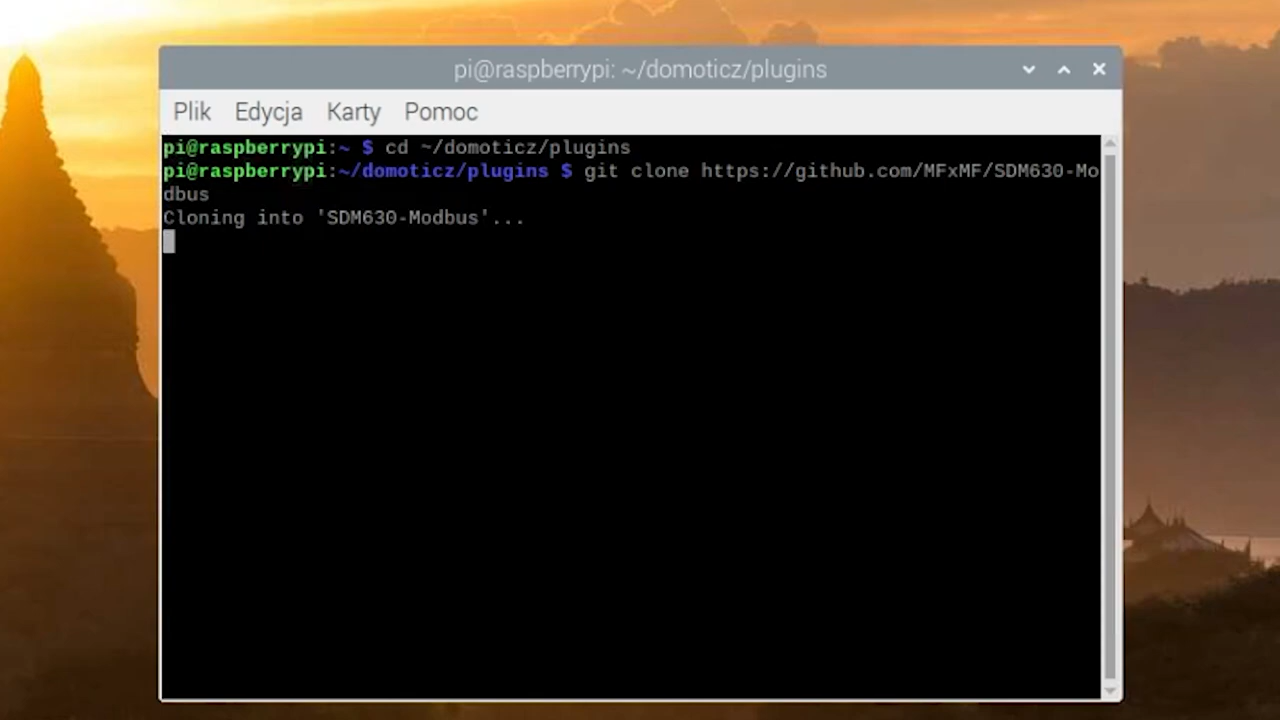 pi@raspberrypi: ~/domoticz/plugins
Plik Edycja Karty Pomoc
pi@raspberrypi:~ $ cd ~/domoticz/plugins
pi@raspberrypi:~/domoticz/plugins $ git clone https://github.com/MFxMF/SDM630-Mo
dbus
Cloning into 'SDM630-Modbus'...